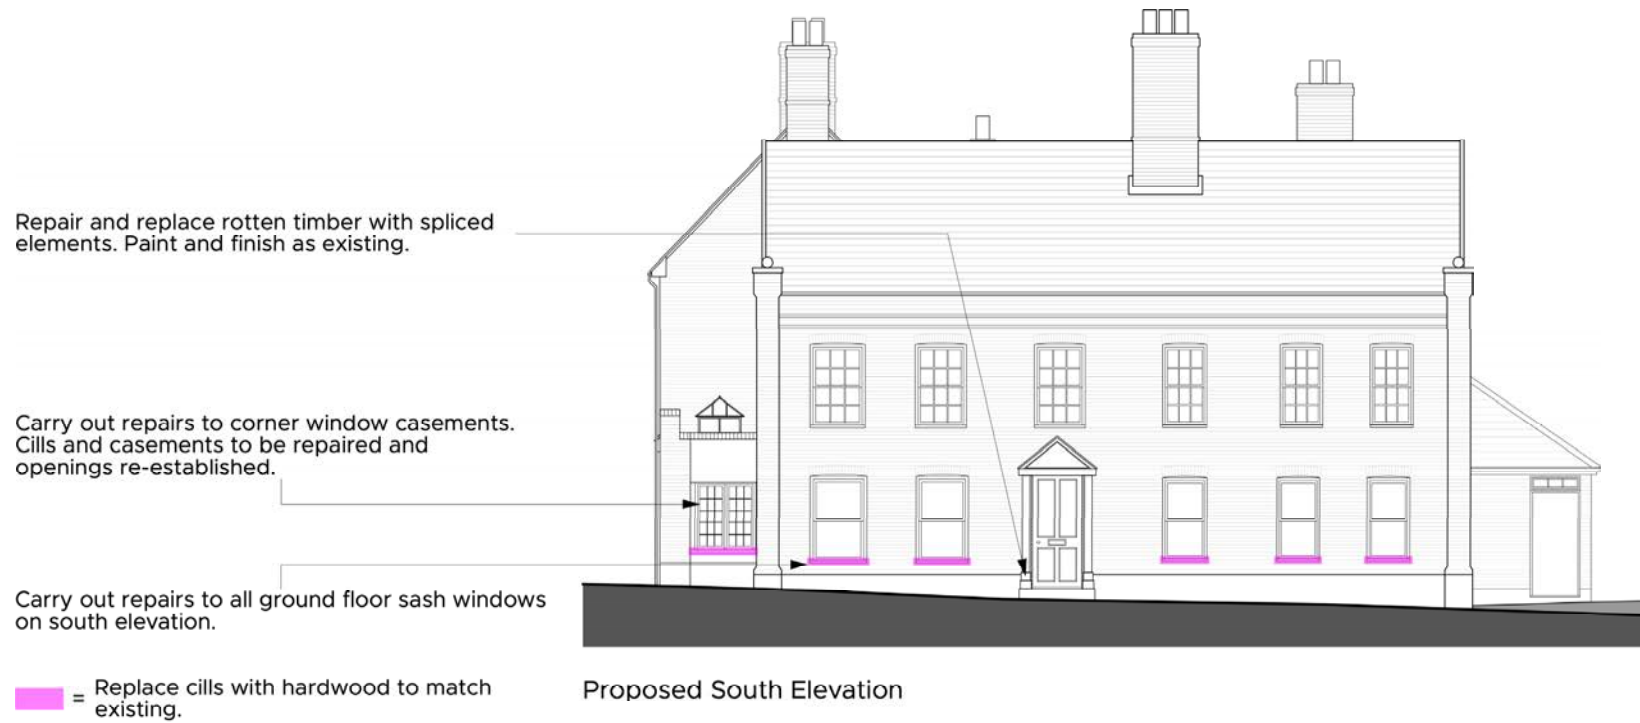 Repair and replace rotten timber with spliced
elements. Paint and finish as existing.
Carry out repairs to corner window casements.
Cills and casements to be repaired and
openings re-established.
Carry out repairs to all ground floor sash windows
on south elevation.
= Replace cills with hardwood to match
existing.
Proposed South Elevation